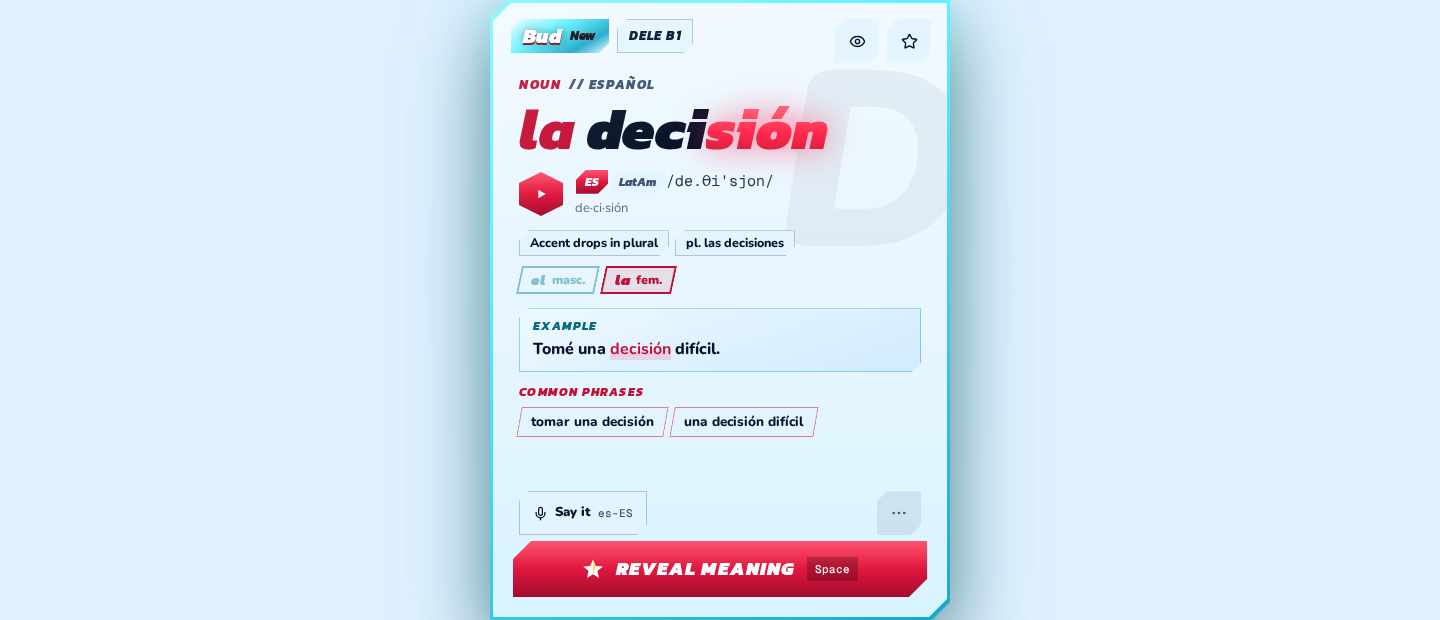 Bud New DELE B1
NOUN // ESPAÑOL
D
la decisión
ES LatAm /de.θi'sjon/
de·ci·sión
Accent drops in plural pl. las decisiones
el masc. la fem.
EXAMPLE
Tomé una decisión difícil.
COMMON PHRASES
tomar una decisión una decisión difícil
Say it es-ES ...
REVEAL MEANING Space